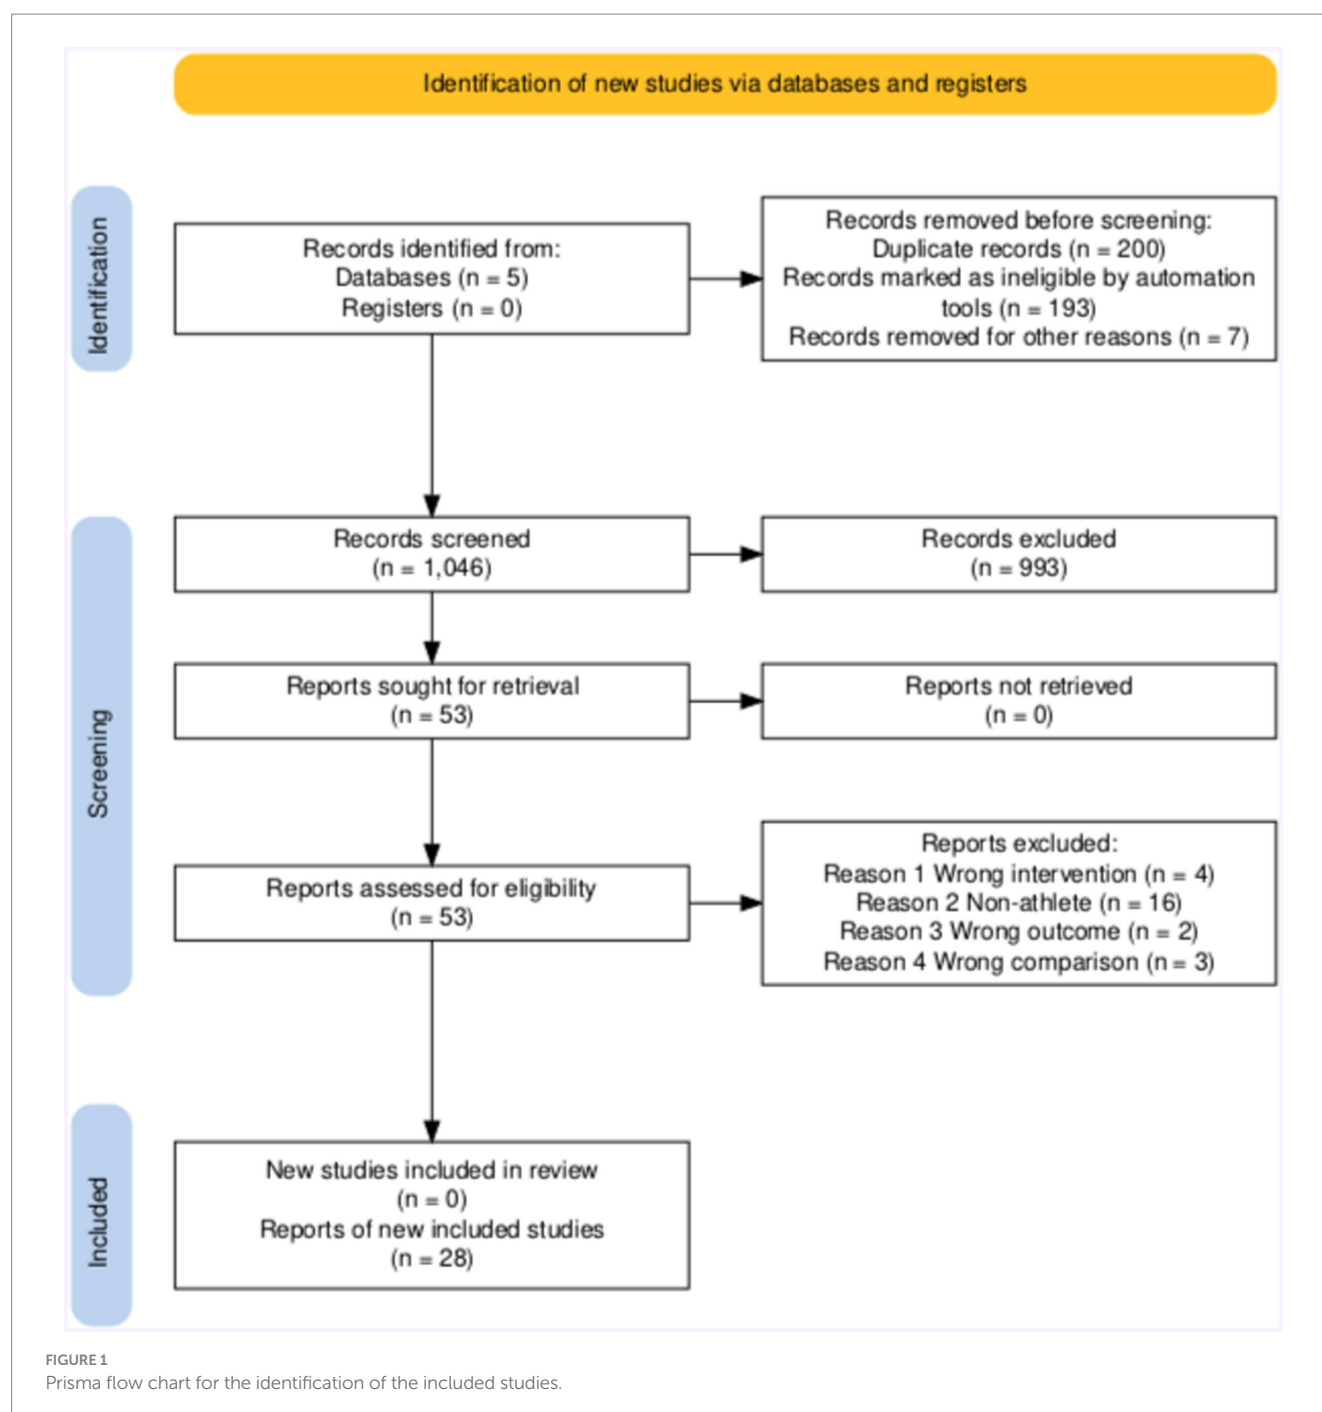 Identification of new studies via databases and registers
Identification
Records identified from:
Databases (n = 5)
Registers (n = 0)
Records removed before screening:
Duplicate records (n = 200)
Records marked as ineligible by automation
tools (n = 193)
Records removed for other reasons (n = 7)
Screening
Records screened
(n = 1,046)
Records excluded
(n = 993)
Reports sought for retrieval
(n = 53)
Reports not retrieved
(n = 0)
Reports assessed for eligibility
(n = 53)
Reports excluded:
Reason 1 Wrong intervention (n = 4)
Reason 2 Non-athlete (n = 16)
Reason 3 Wrong outcome (n = 2)
Reason 4 Wrong comparison (n = 3)
Included
New studies included in review
(n = 0)
Reports of new included studies
(n = 28)
FIGURE 1
Prisma flow chart for the identification of the included studies.